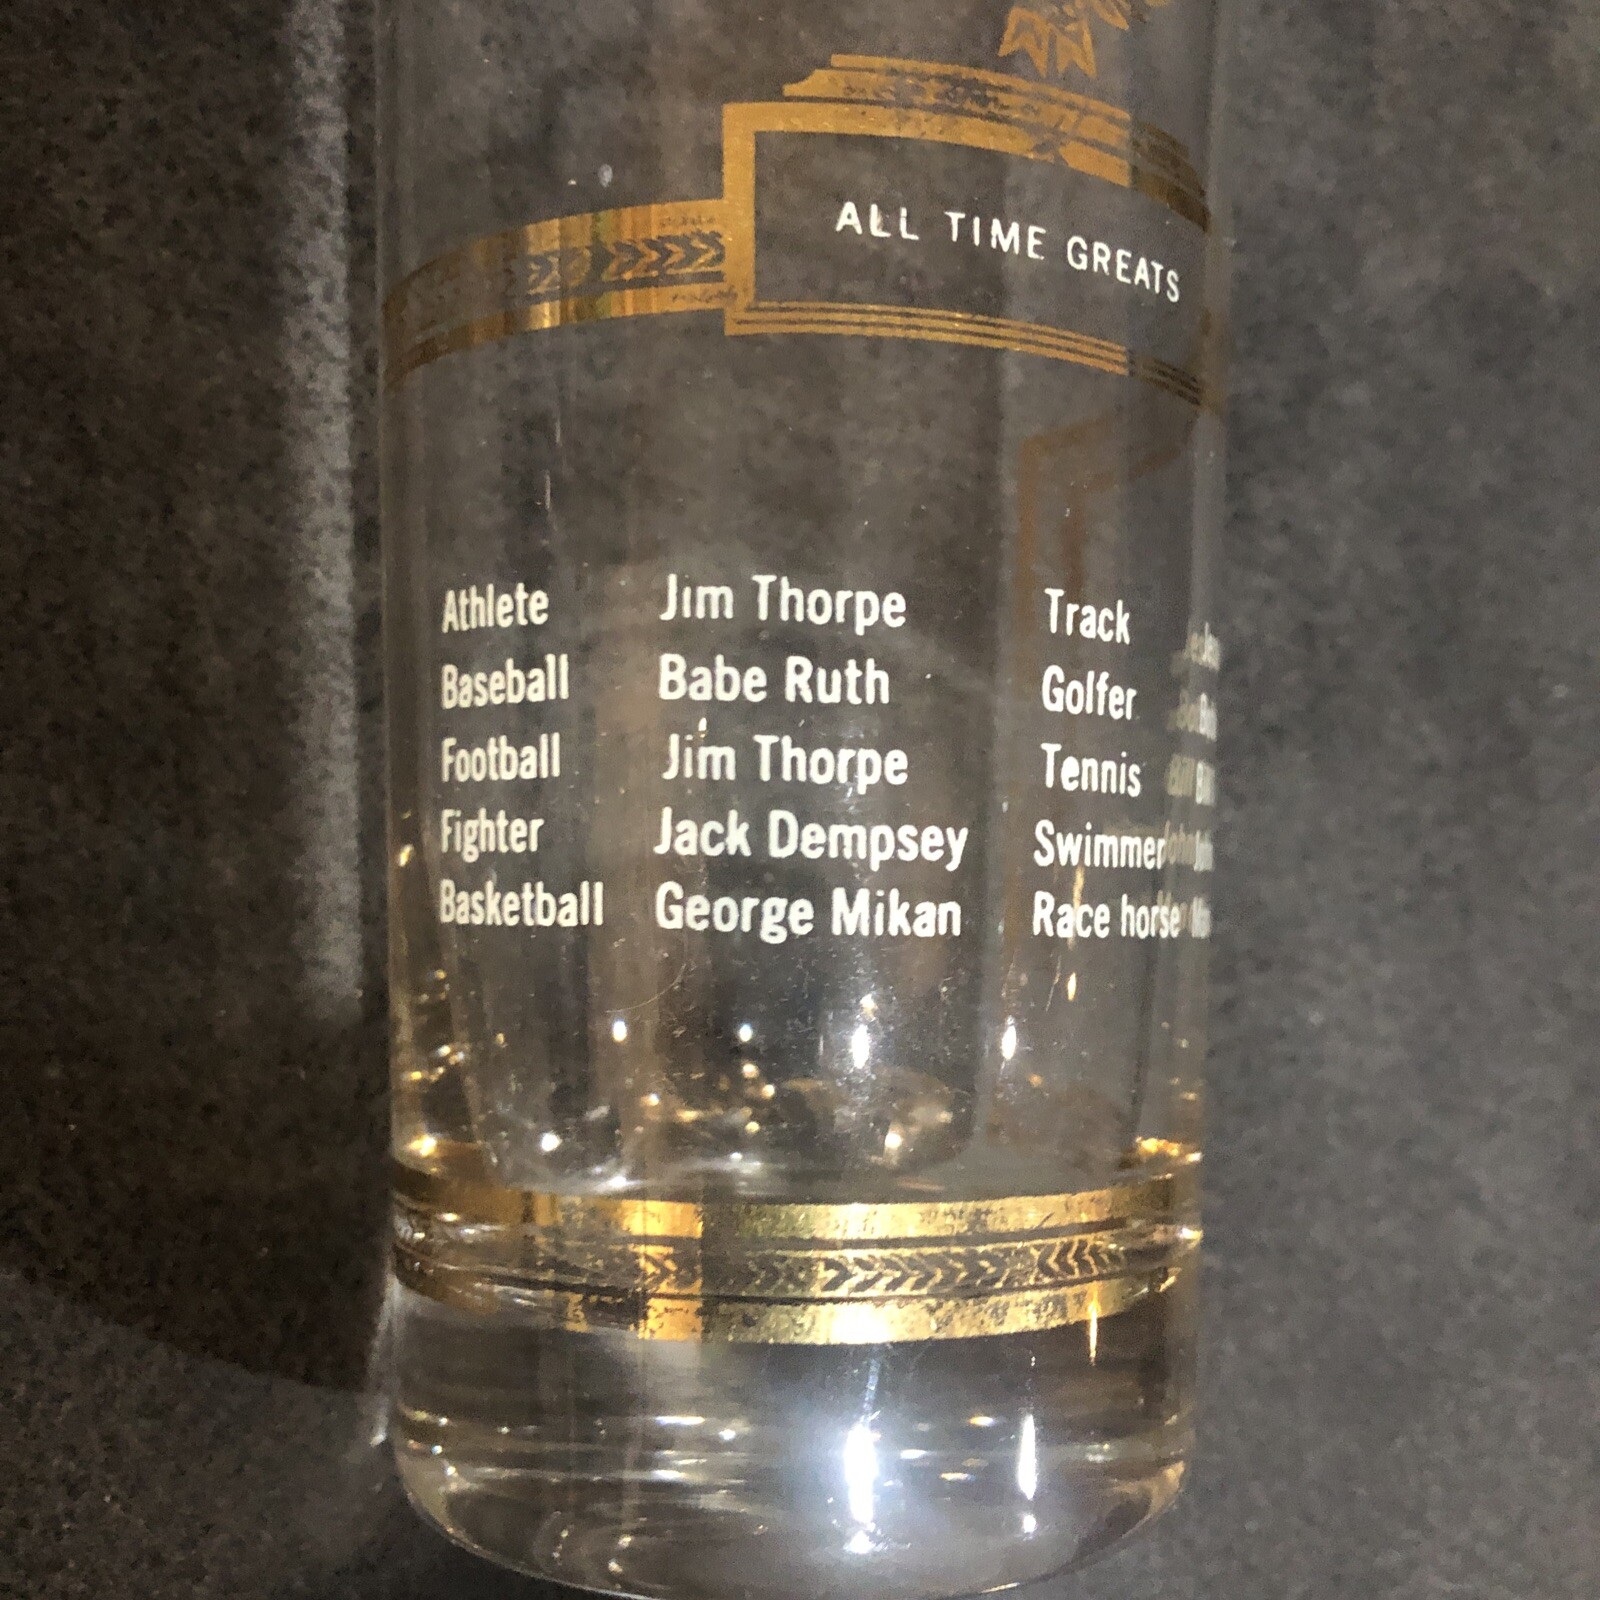 ALL TIME GREATS
Athlete Jim Thorpe Track
Baseball Babe Ruth Golfer
Football Jim Thorpe Tennis
Fighter Jack Dempsey Swimmer
Basketball George Mikan Race horse